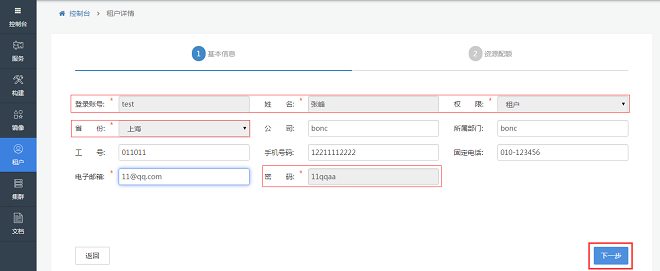 控制台
服务
构建
镜像
租户
集群
文档
控制台 > 租户详情
1 基本信息
2 资源配额
登录账号: * test 姓 名: * 张峰 权 限: * 租户
省 份: * 上海 公 司: bonc 所属部门: bonc
工 号: 011011 手机号码: 12211112222 固定电话: 010-123456
电子邮箱: * 11@qq.com 密 码: * 11qqaa
返回 下一步